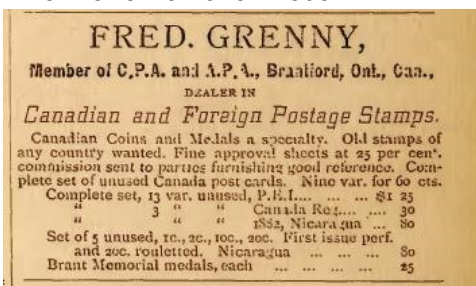 FRED. GRENNY,
Member of C.P.A. and A.P.A., Brantford, Ont., Can.,
DEALER IN
Canadian and Foreign Postage Stamps.
Canadian Coins and Medals a specialty. Old stamps of
any country wanted. Fine approval sheets at 25 per cent.
commission sent to parties furnishing good reference. Com-
plete set of unused Canada post cards. Nine var. for 60 cts.
Complete set, 13 var. unused, P.E.I.... ... ... $1 25
" 3 " " Canada Reg.... .... 30
" " " 1882, Nicaragua ... 80
Set of 5 unused, 1c., 2c., 10c., 20c. First issue perf.
and 20c. rouletted. Nicaragua ... ... ... 80
Brant Memorial medals, each ... ... ... ... 25